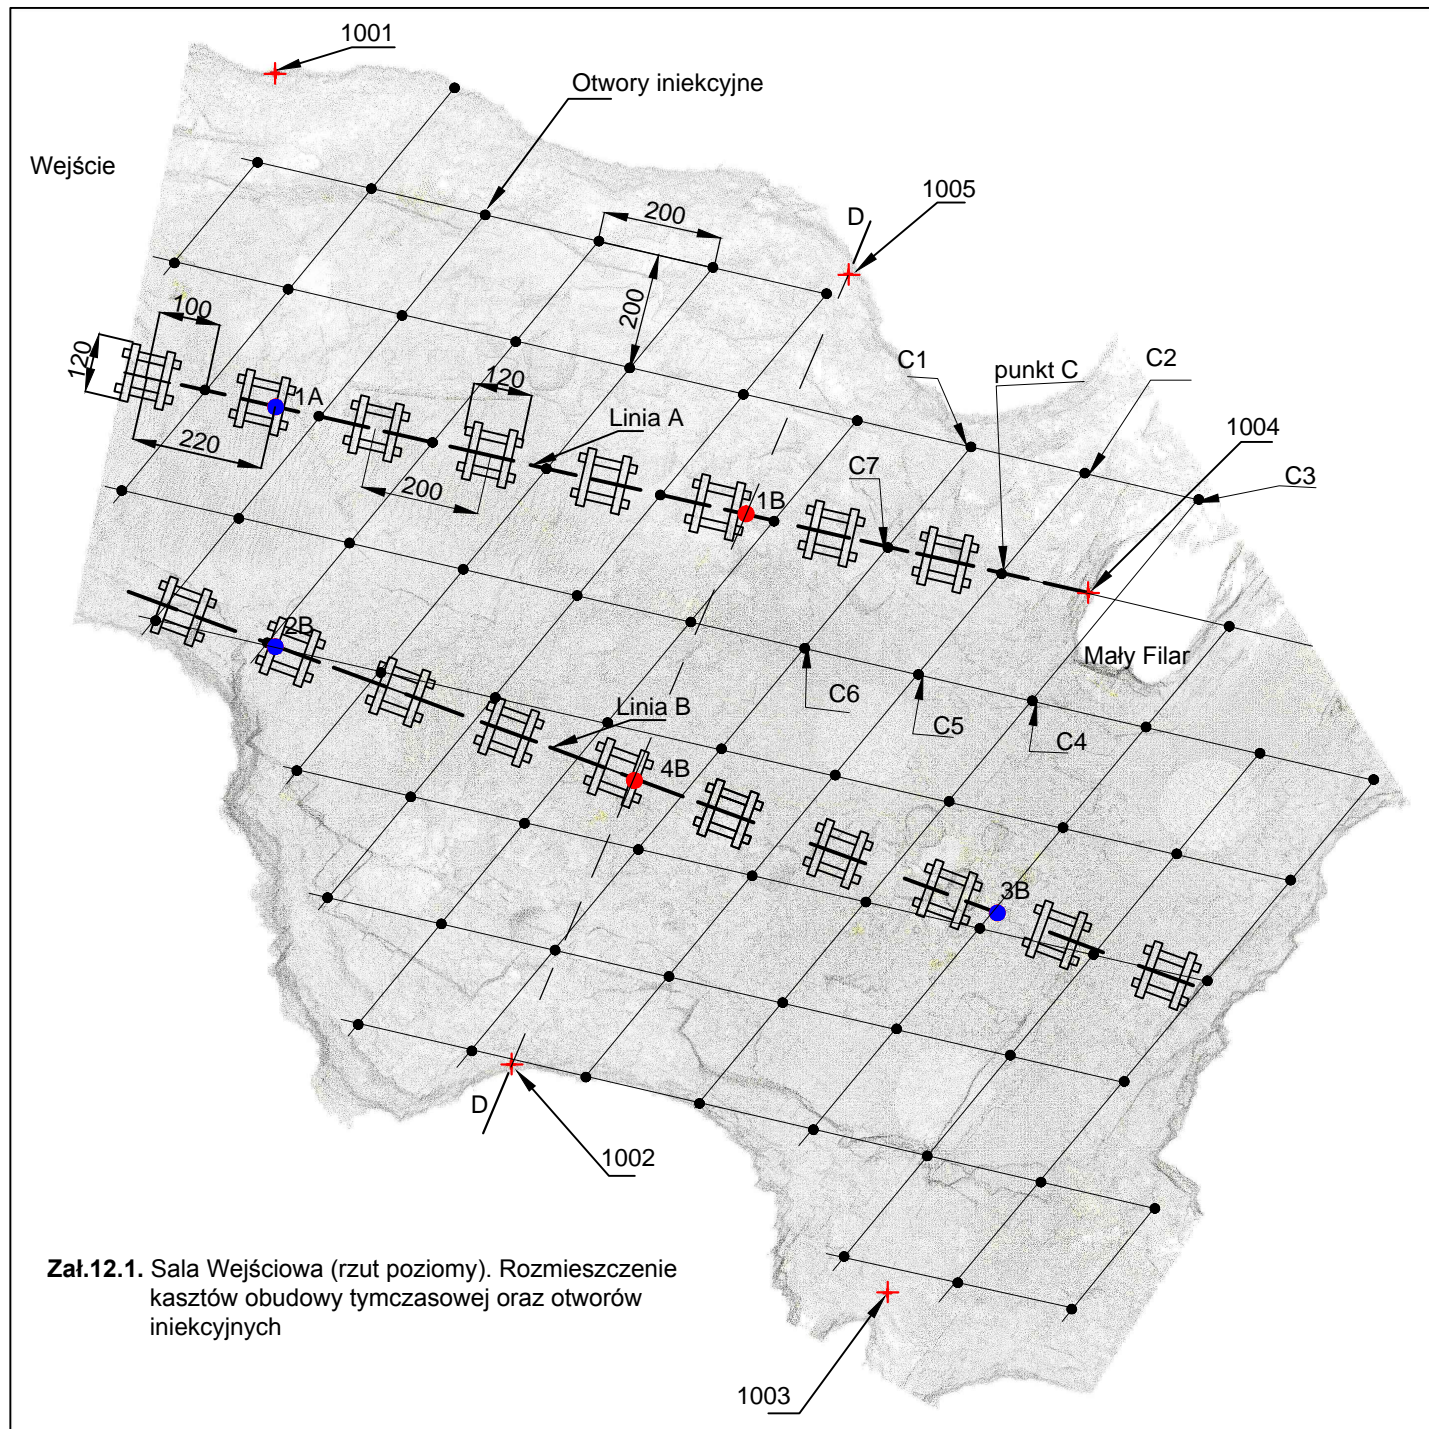 1001
Otwory iniekcyjne
Wejście
1005
D
200
200
100
120
1A
220
120
Linia A
200
C1
punkt C
C2
1004
C7
C3
1B
Mały Filar
2B
C6
C5
C4
Linia B
4B
3B
D
1002
Zał.12.1. Sala Wejściowa (rzut poziomy). Rozmieszczenie
kasztów obudowy tymczasowej oraz otworów
iniekcyjnych
1003